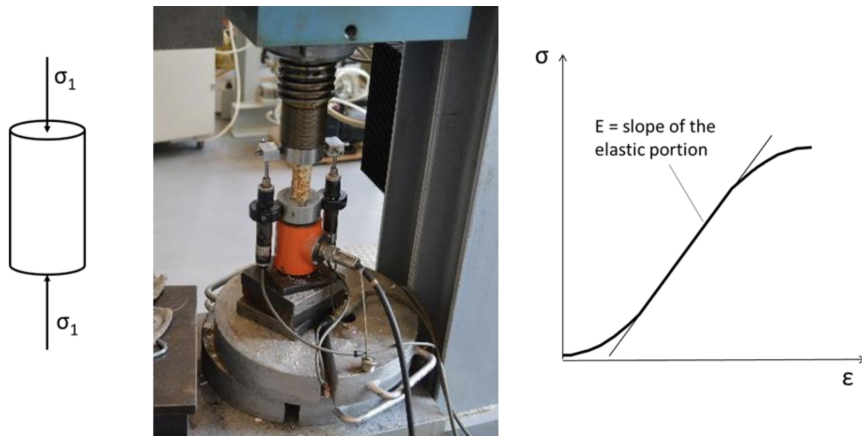 σ1
σ1
σ
E = slope of the
elastic portion
ε